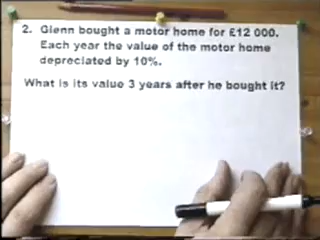 2. Glenn bought a motor home for £12 000.
Each year the value of the motor home
depreciated by 10%.
What is its value 3 years after he bought it?